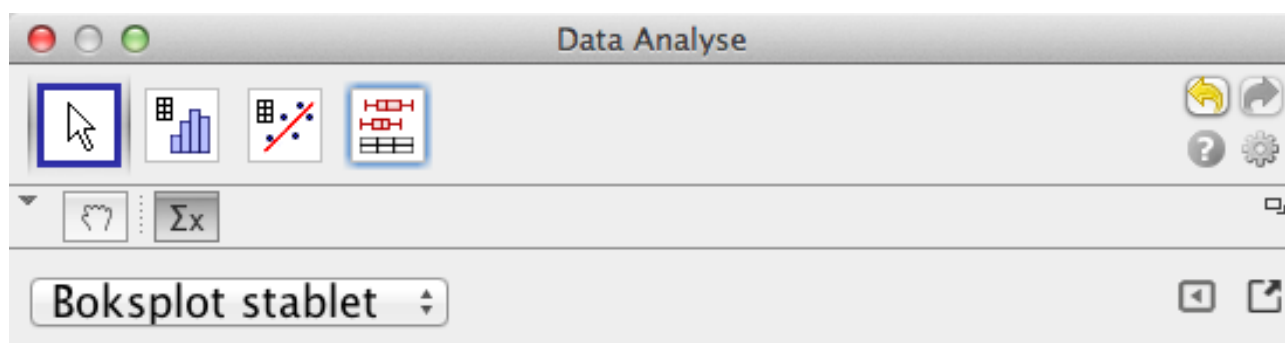 Data Analyse
?
Σx
Boksplot stablet